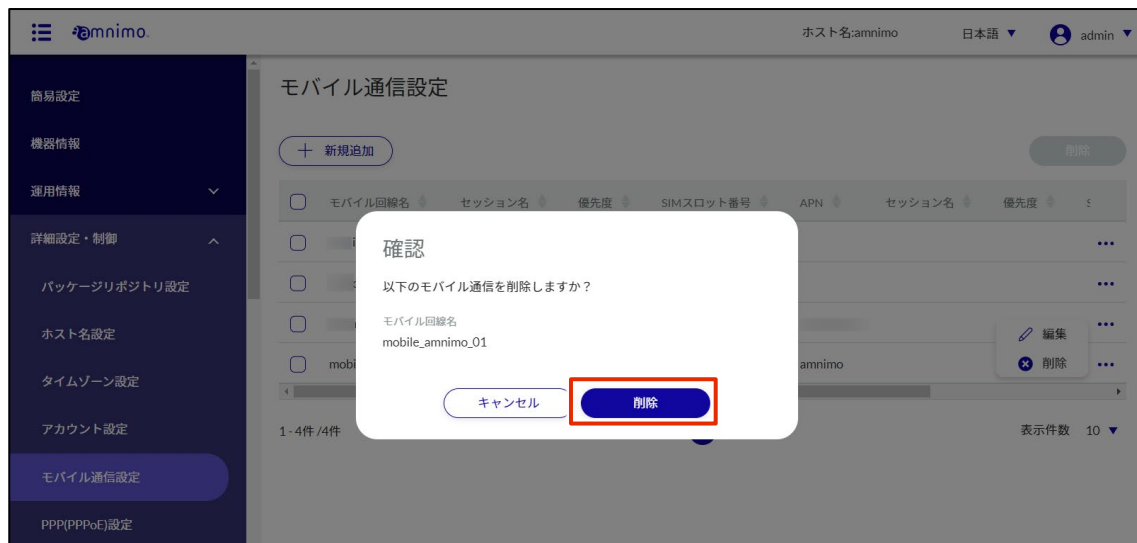 amnimo
ホスト名:amnimo 日本語 ▼ admin ▼
簡易設定
機器情報
運用情報
詳細設定・制御
パッケージリポジトリ設定
ホスト名設定
タイムゾーン設定
アカウント設定
モバイル通信設定
PPP(PPPoE)設定
モバイル通信設定
+ 新規追加
削除
モバイル回線名 セッション名 優先度 SIMスロット番号 APN セッション名 優先度
amnimo
編集
削除
1 - 4件 /4件
表示件数 10 ▼
確認
以下のモバイル通信を削除しますか？
モバイル回線名
mobile_amnimo_01
キャンセル 削除